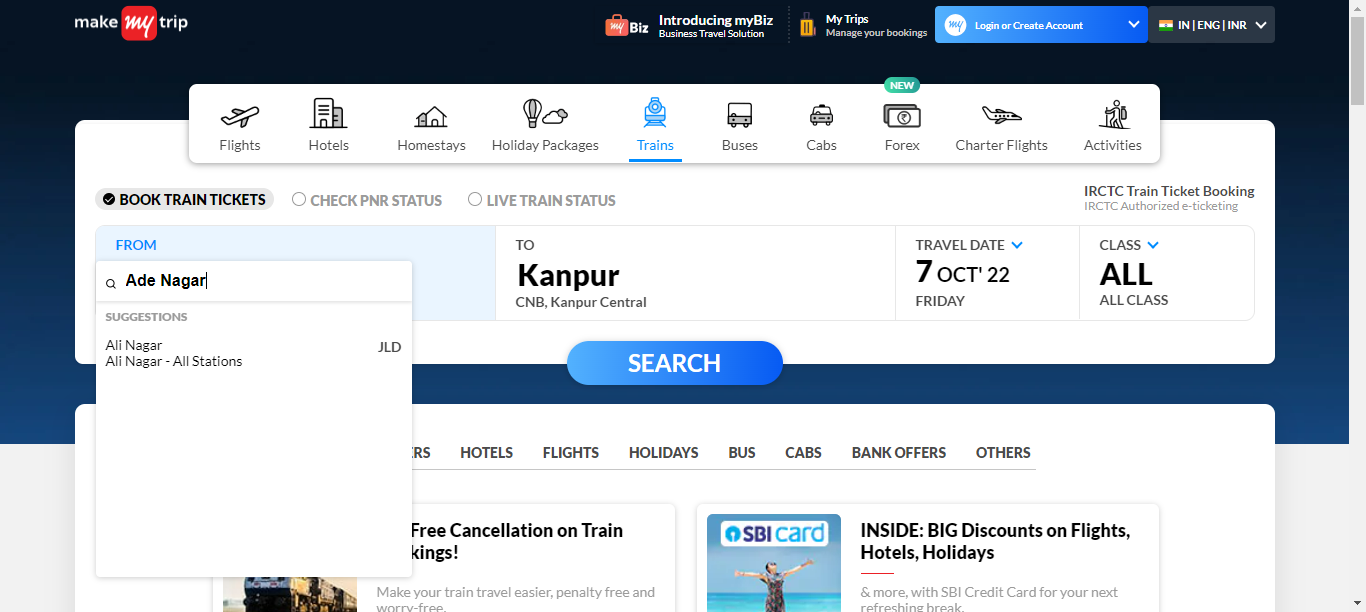 make my trip
my Biz
Introducing myBiz
Business Travel Solution
My Trips
Manage your bookings
my
Login or Create Account
IN | ENG | INR
NEW
Flights
Hotels
Homestays
Holiday Packages
Trains
Buses
Cabs
Forex
Charter Flights
Activities
BOOK TRAIN TICKETS
CHECK PNR STATUS
LIVE TRAIN STATUS
IRCTC Train Ticket Booking
IRCTC Authorized e-ticketing
FROM
Ade Nagar
SUGGESTIONS
Ali Nagar
JLD
Ali Nagar - All Stations
TO
Kanpur
CNB, Kanpur Central
TRAVEL DATE
7 OCT' 22
FRIDAY
CLASS
ALL
ALL CLASS
SEARCH
RS
HOTELS
FLIGHTS
HOLIDAYS
BUS
CABS
BANK OFFERS
OTHERS
Free Cancellation on Train
kings!
Make your train travel easier, penalty free and
worry-free.
SBI card
INSIDE: BIG Discounts on Flights,
Hotels, Holidays
& more, with SBI Credit Card for your next
refreshing break.